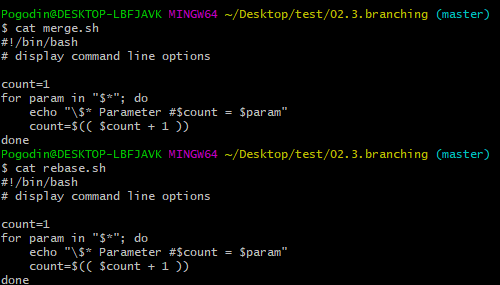 Pogodin@DESKTOP-LBFJAVK MINGW64 ~/Desktop/test/02.3.branching (master)
$ cat merge.sh
#!/bin/bash
# display command line options

count=1
for param in "$*"; do
    echo "\$* Parameter #$count = $param"
    count=$(( $count + 1 ))
done
Pogodin@DESKTOP-LBFJAVK MINGW64 ~/Desktop/test/02.3.branching (master)
$ cat rebase.sh
#!/bin/bash
# display command line options

count=1
for param in "$*"; do
    echo "\$* Parameter #$count = $param"
    count=$(( $count + 1 ))
done